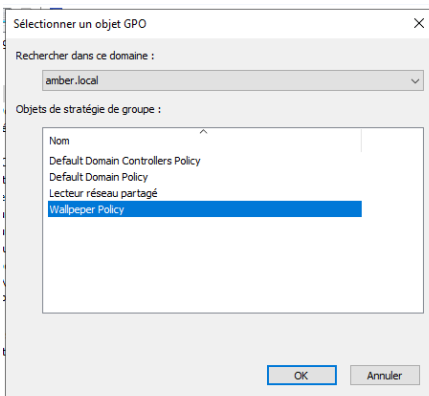 Sélectionner un objet GPO
Rechercher dans ce domaine :
amber.local
Objets de stratégie de groupe :
Nom
Default Domain Controllers Policy
Default Domain Policy
Lecteur réseau partagé
Wallpeper Policy
OK Annuler